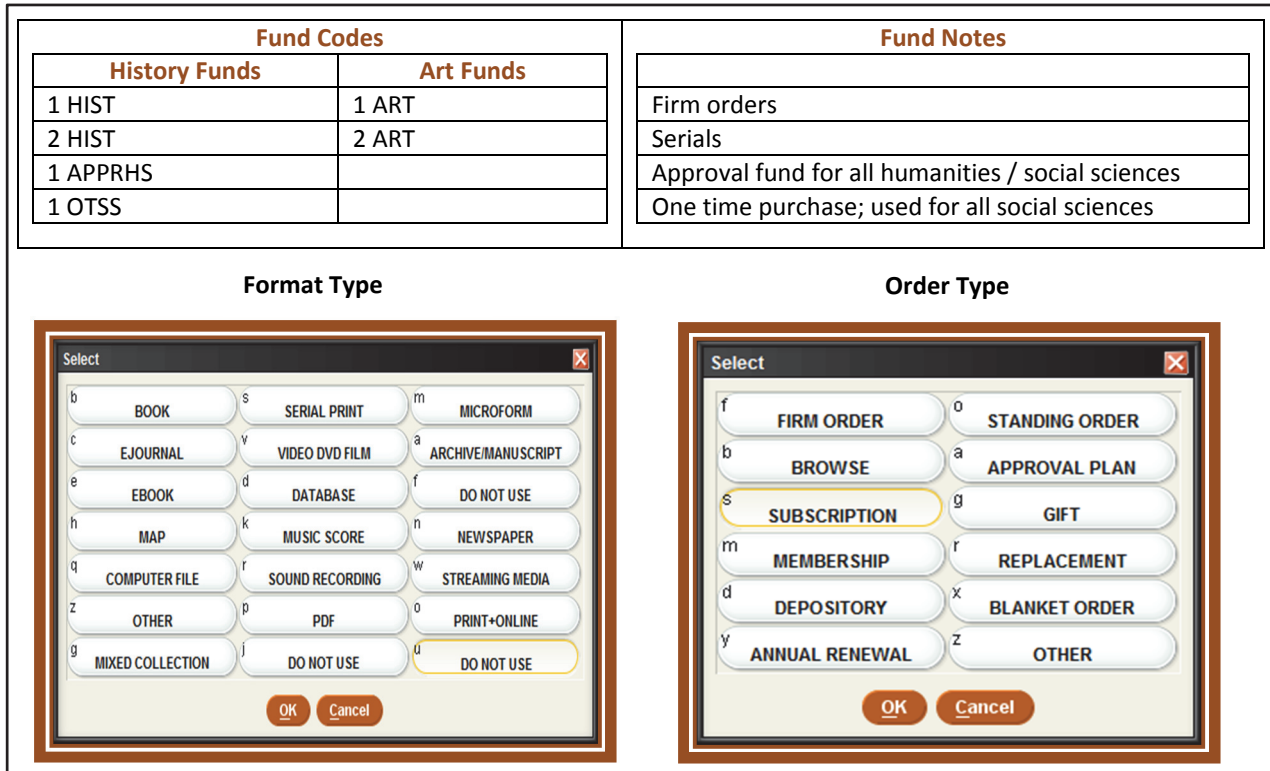 Fund Codes
Fund Notes
History Funds
Art Funds
1 HIST
1 ART
Firm orders
2 HIST
2 ART
Serials
1 APPRHS
Approval fund for all humanities / social sciences
1 OTSS
One time purchase; used for all social sciences
Format Type
Order Type
Select
b BOOK
s SERIAL PRINT
m MICROFORM
c EJOURNAL
v VIDEO DVD FILM
a ARCHIVE/MANUSCRIPT
e EBOOK
d DATABASE
f DO NOT USE
h MAP
k MUSIC SCORE
n NEWSPAPER
q COMPUTER FILE
r SOUND RECORDING
w STREAMING MEDIA
z OTHER
p PDF
o PRINT+ONLINE
g MIXED COLLECTION
j DO NOT USE
u DO NOT USE
OK
Cancel
Select
f FIRM ORDER
o STANDING ORDER
b BROWSE
a APPROVAL PLAN
s SUBSCRIPTION
g GIFT
m MEMBERSHIP
r REPLACEMENT
d DEPOSITORY
x BLANKET ORDER
y ANNUAL RENEWAL
z OTHER
OK
Cancel